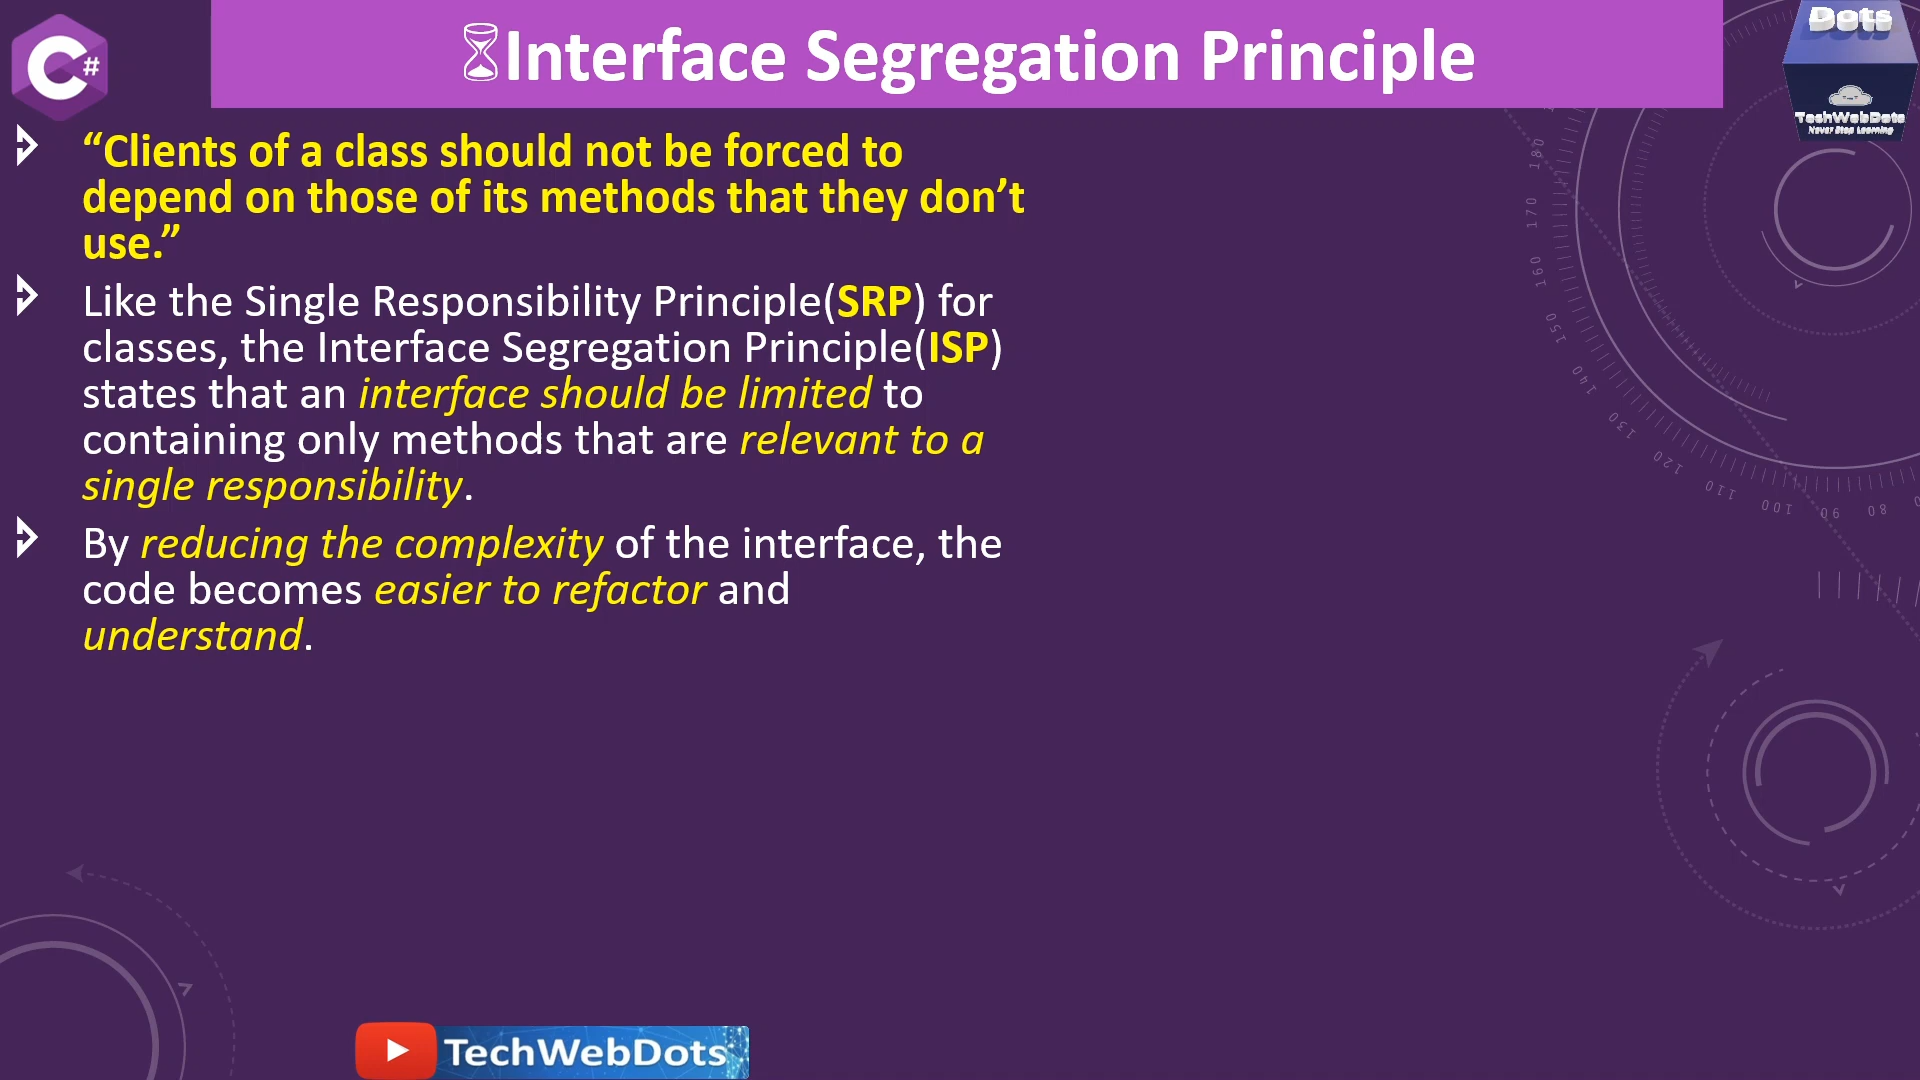 ⌛Interface Segregation Principle
C#
Dots
TechWebDots
Never Stop Learning
“Clients of a class should not be forced to
depend on those of its methods that they don’t
use.”
Like the Single Responsibility Principle(SRP) for
classes, the Interface Segregation Principle(ISP)
states that an interface should be limited to
containing only methods that are relevant to a
single responsibility.
By reducing the complexity of the interface, the
code becomes easier to refactor and
understand.
180
170
160
150
140
130
120
110
100
90
80
TechWebDots